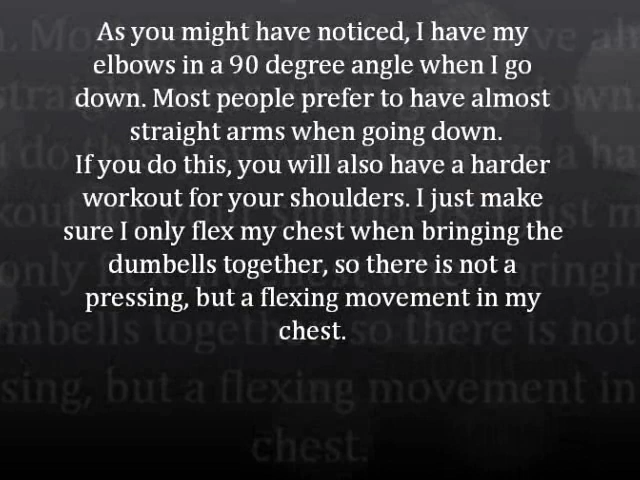 As you might have noticed, I have my
elbows in a 90 degree angle when I go
down. Most people prefer to have almost
straight arms when going down.
If you do this, you will also have a harder
workout for your shoulders. I just make
sure I only flex my chest when bringing the
dumbells together, so there is not a
pressing, but a flexing movement in my
chest.